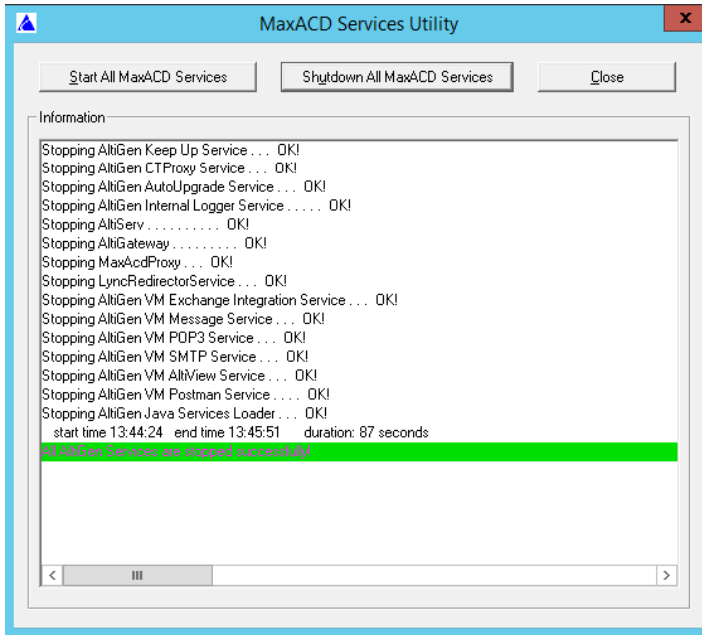 MaxACD Services Utility
x
Start All MaxACD Services
Shutdown All MaxACD Services
Close
Information
Stopping AltiGen Keep Up Service . . . OK!
Stopping AltiGen CTProxy Service . . . OK!
Stopping AltiGen AutoUpgrade Service . . . OK!
Stopping AltiGen Internal Logger Service . . . . . OK!
Stopping AltiServ . . . . . . . . . . OK!
Stopping AltiGateway . . . . . . . . . OK!
Stopping MaxAcdProxy . . . OK!
Stopping LyncRedirectorService . . . OK!
Stopping AltiGen VM Exchange Integration Service . . . OK!
Stopping AltiGen VM Message Service . . . OK!
Stopping AltiGen VM POP3 Service . . . OK!
Stopping AltiGen VM SMTP Service . . . OK!
Stopping AltiGen VM AltiView Service . . . OK!
Stopping AltiGen VM Postman Service . . . . OK!
Stopping AltiGen Java Services Loader . . . OK!
start time 13:44:24 end time 13:45:51 duration: 87 seconds
All AltiGen Services are stopped successfully!